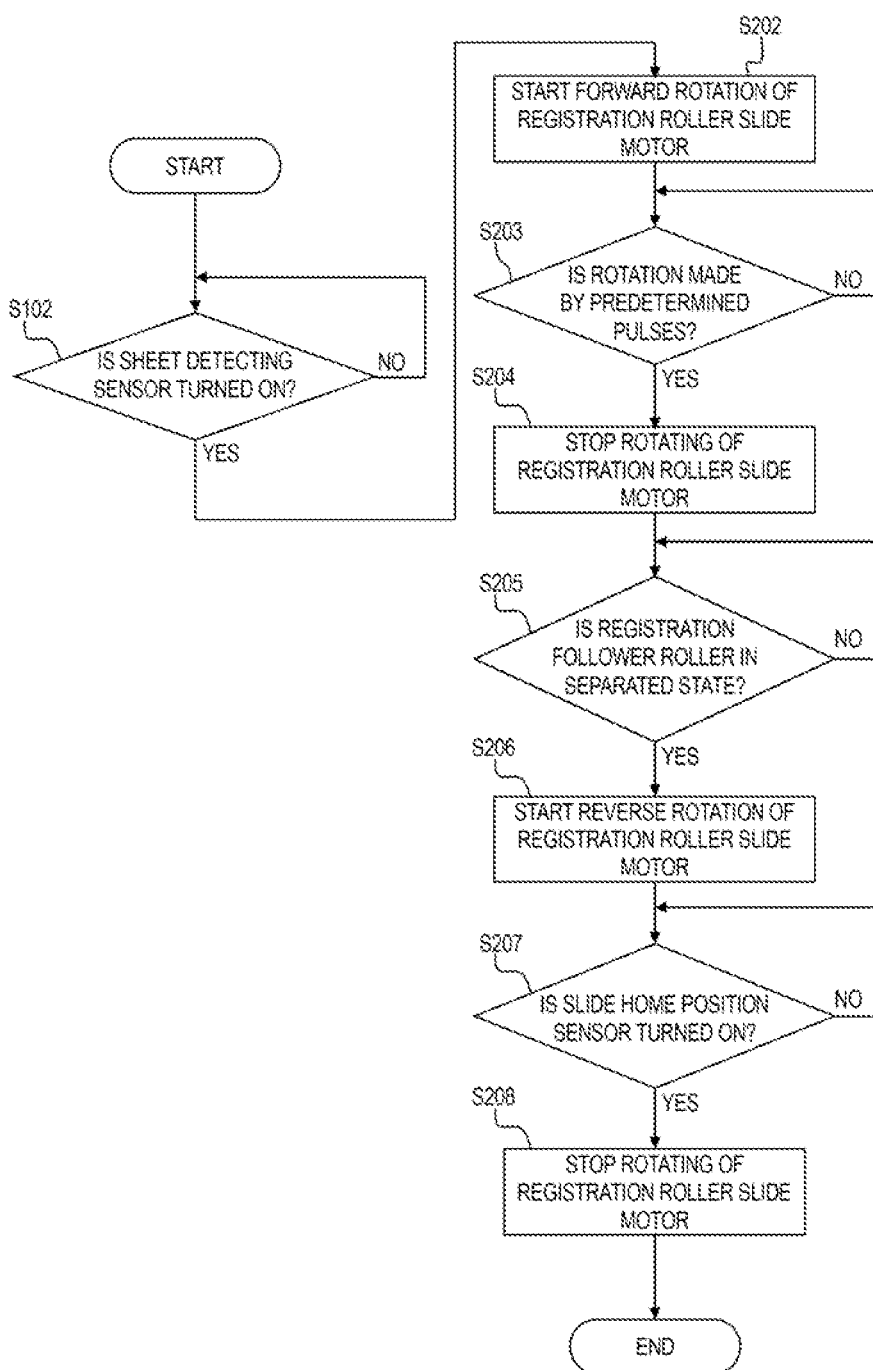 START
S102
IS SHEET DETECTING
SENSOR TURNED ON?
NO
YES
S202
START FORWARD ROTATION OF
REGISTRATION ROLLER SLIDE
MOTOR
S203
IS ROTATION MADE
BY PREDETERMINED
PULSES?
NO
YES
S204
STOP ROTATING OF
REGISTRATION ROLLER SLIDE
MOTOR
S205
IS REGISTRATION
FOLLOWER ROLLER IN
SEPARATED STATE?
NO
YES
S206
START REVERSE ROTATION OF
REGISTRATION ROLLER SLIDE
MOTOR
S207
IS SLIDE HOME POSITION
SENSOR TURNED ON?
NO
YES
S208
STOP ROTATING OF
REGISTRATION ROLLER SLIDE
MOTOR
END